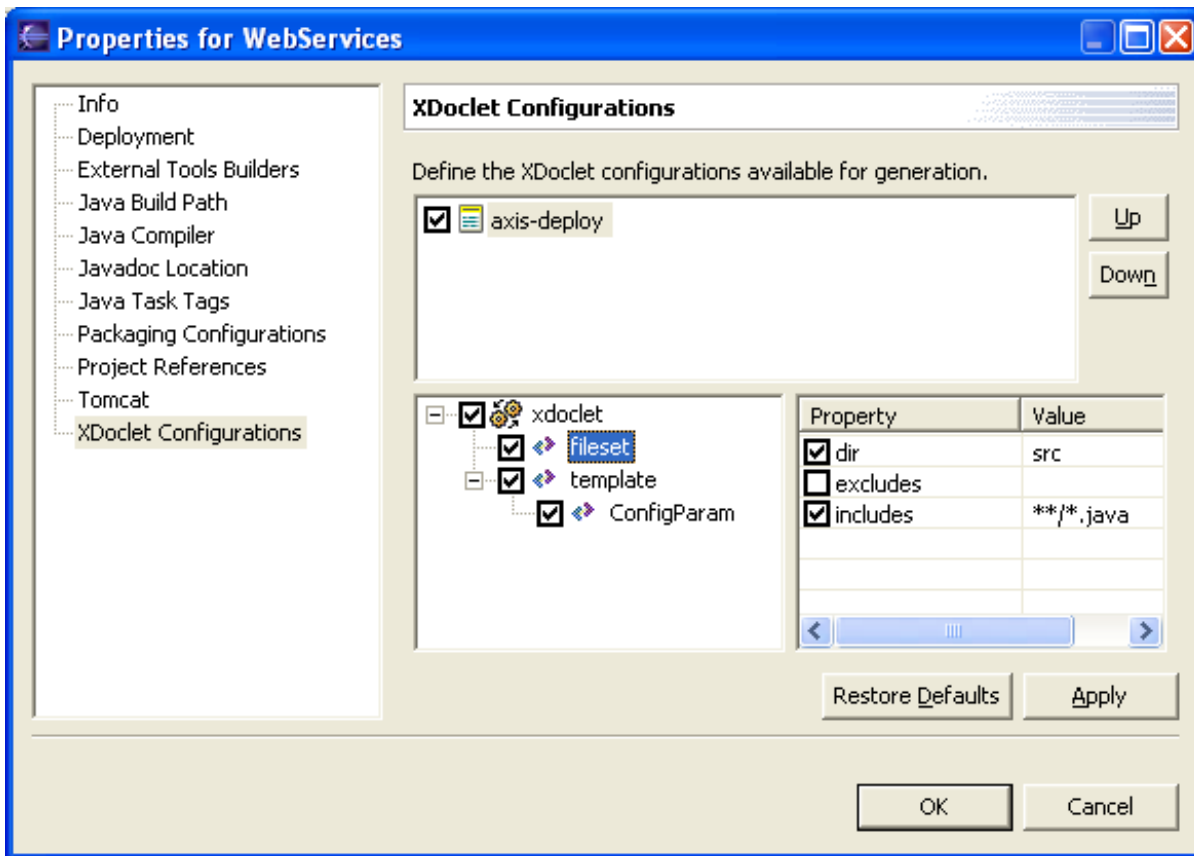 Properties for WebServices
Info
Deployment
External Tools Builders
Java Build Path
Java Compiler
Javadoc Location
Java Task Tags
Packaging Configurations
Project References
Tomcat
XDoclet Configurations
XDoclet Configurations
Define the XDoclet configurations available for generation.
axis-deploy
Up
Down
xdoclet
fileset
template
ConfigParam
Property Value
dir src
excludes
includes **/*.java
Restore Defaults Apply
OK Cancel